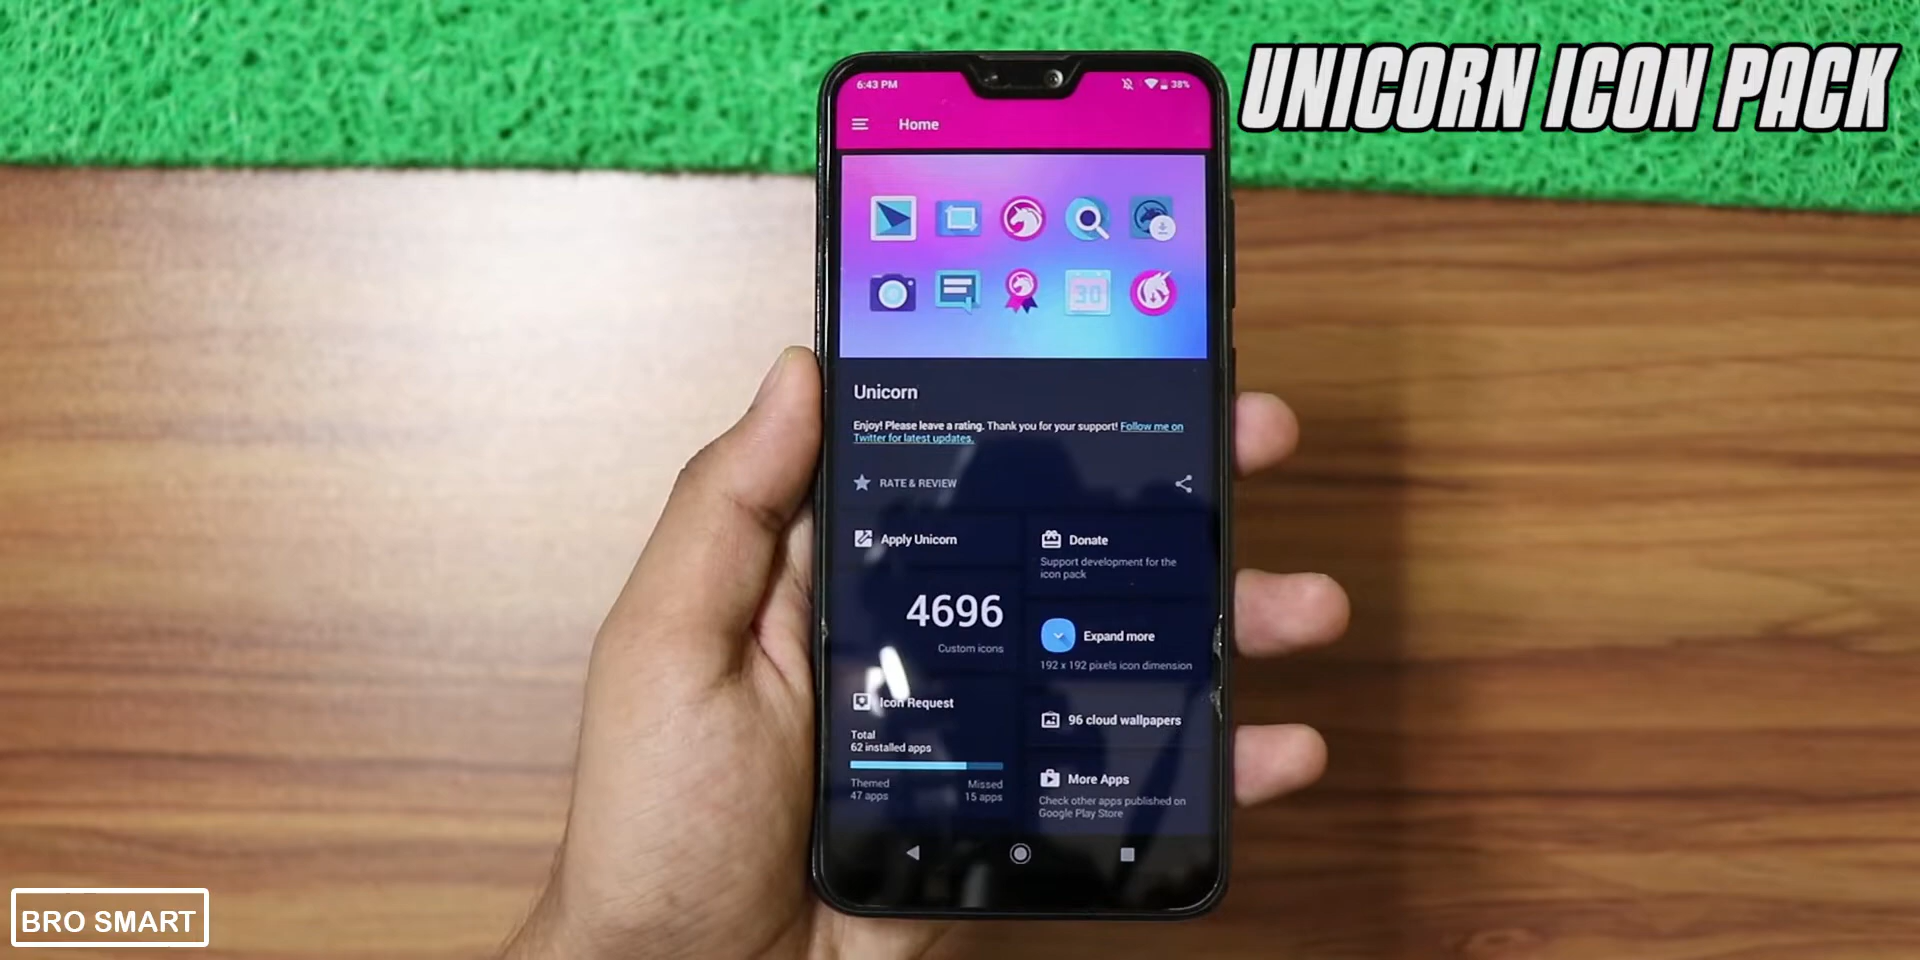 UNICORN ICON PACK
6:43 PM
38%
Home
30
Unicorn
Enjoy! Please leave a rating. Thank you for your support! Follow me on
Twitter for latest updates.
RATE & REVIEW
Apply Unicorn
4696
Custom icons
Icon Request
Total
62 installed apps
Themed
47 apps
Missed
15 apps
Donate
Support development for the
icon pack
Expand more
192 x 192 pixels icon dimension
96 cloud wallpapers
More Apps
Check other apps published on
Google Play Store
BRO SMART